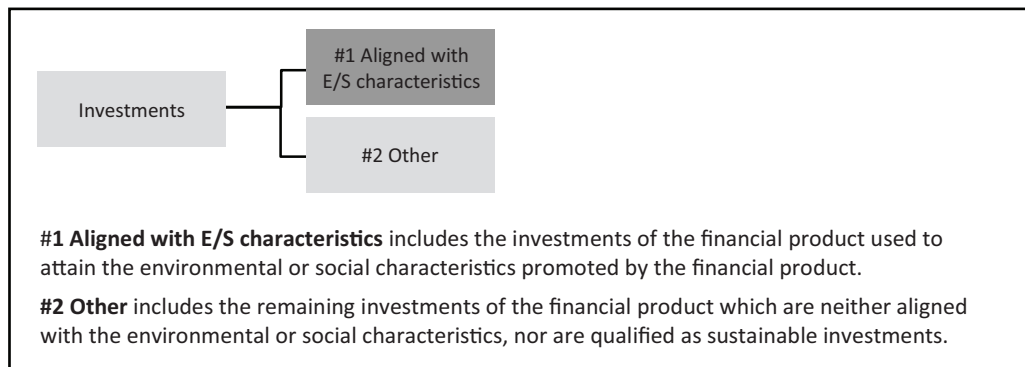 #1 Aligned with
E/S characteristics
Investments
#2 Other
#1 Aligned with E/S characteristics includes the investments of the financial product used to
attain the environmental or social characteristics promoted by the financial product.
#2 Other includes the remaining investments of the financial product which are neither aligned
with the environmental or social characteristics, nor are qualified as sustainable investments.